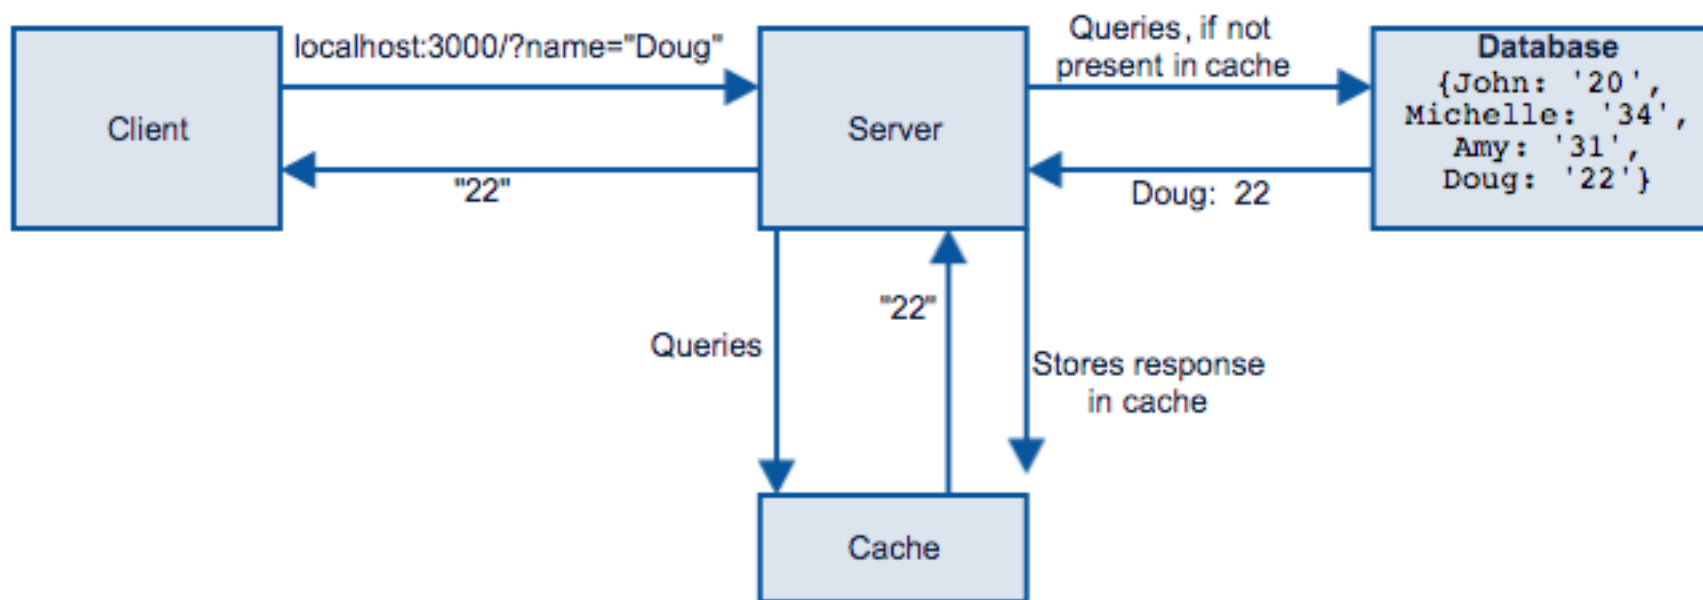 Client
localhost:3000/?name="Doug"
"22"
Server
Queries, if not
present in cache
Doug: 22
Database
{John: '20',
Michelle: '34',
Amy: '31',
Doug: '22'}
Queries
"22"
Stores response
in cache
Cache